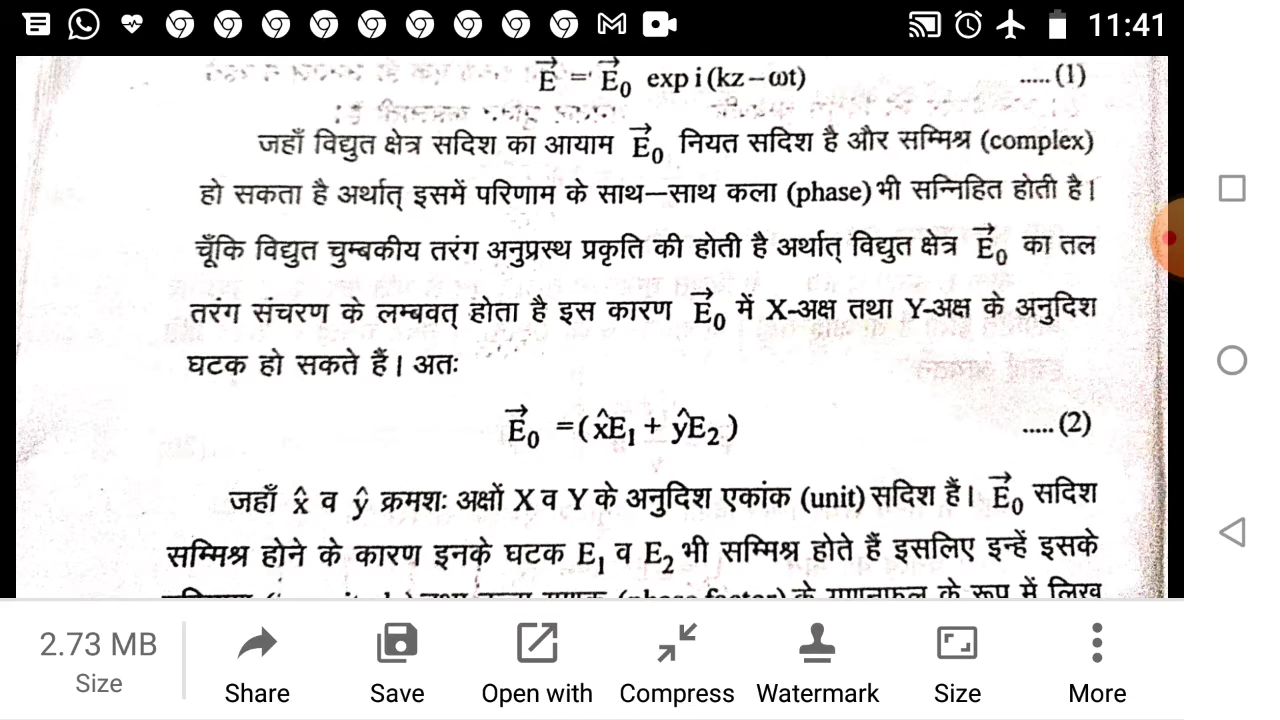 11:41
E⃗ = E⃗₀ exp i (kz – ωt) .....(1)
जहाँ विद्युत क्षेत्र सदिश का आयाम E⃗₀ नियत सदिश है और सम्मिश्र (complex)
हो सकता है अर्थात् इसमें परिणाम के साथ–साथ कला (phase) भी सन्निहित होती है।
चूँकि विद्युत चुम्बकीय तरंग अनुप्रस्थ प्रकृति की होती है अर्थात् विद्युत क्षेत्र E⃗₀ का तल
तरंग संचरण के लम्बवत् होता है इस कारण E⃗₀ में X-अक्ष तथा Y-अक्ष के अनुदिश
घटक हो सकते हैं। अतः
E⃗₀ = (x̂E₁ + ŷE₂) .....(2)
जहाँ x̂ व ŷ क्रमशः अक्षों X व Y के अनुदिश एकांक (unit) सदिश हैं। E⃗₀ सदिश
सम्मिश्र होने के कारण इनके घटक E₁ व E₂ भी सम्मिश्र होते हैं इसलिए इन्हें इसके
(phase factor) के गुणनफल के रूप में लिख
2.73 MB
Size
Share Save Open with Compress Watermark Size More